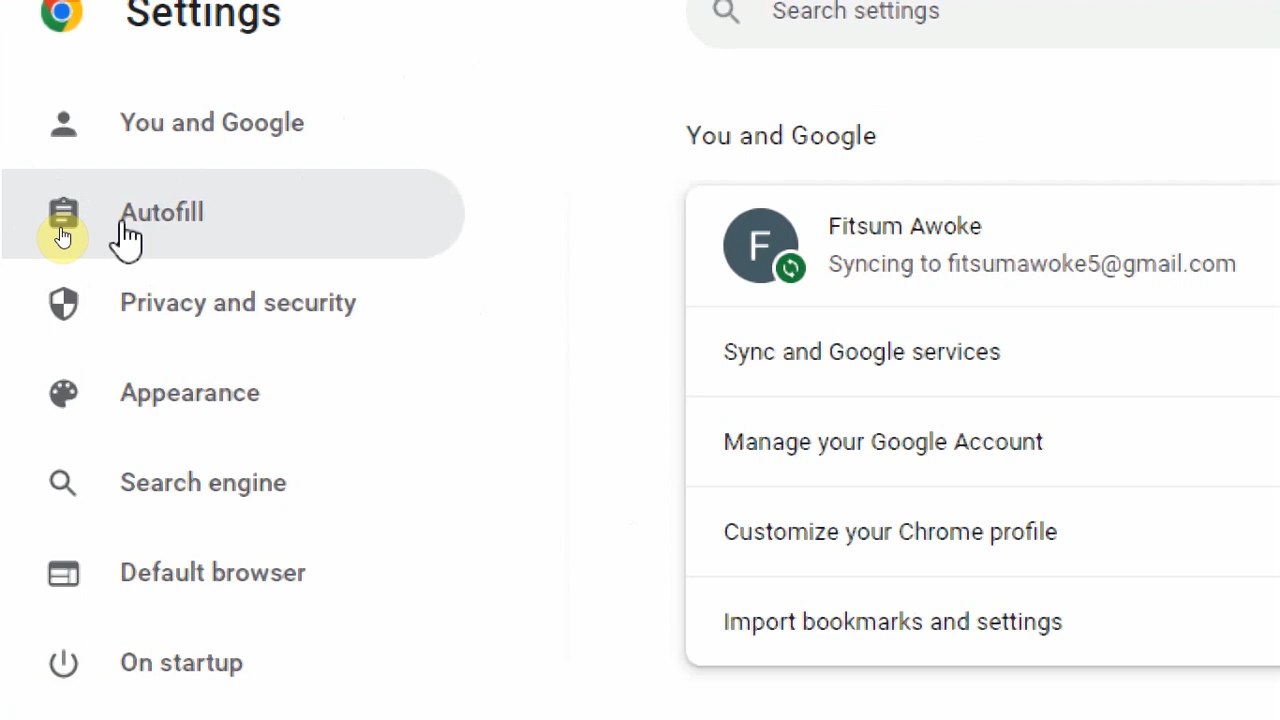 Settings
Search settings
You and Google
Autofill
Privacy and security
Appearance
Search engine
Default browser
On startup
You and Google
F
Fitsum Awoke
Syncing to fitsumawoke5@gmail.com
Sync and Google services
Manage your Google Account
Customize your Chrome profile
Import bookmarks and settings